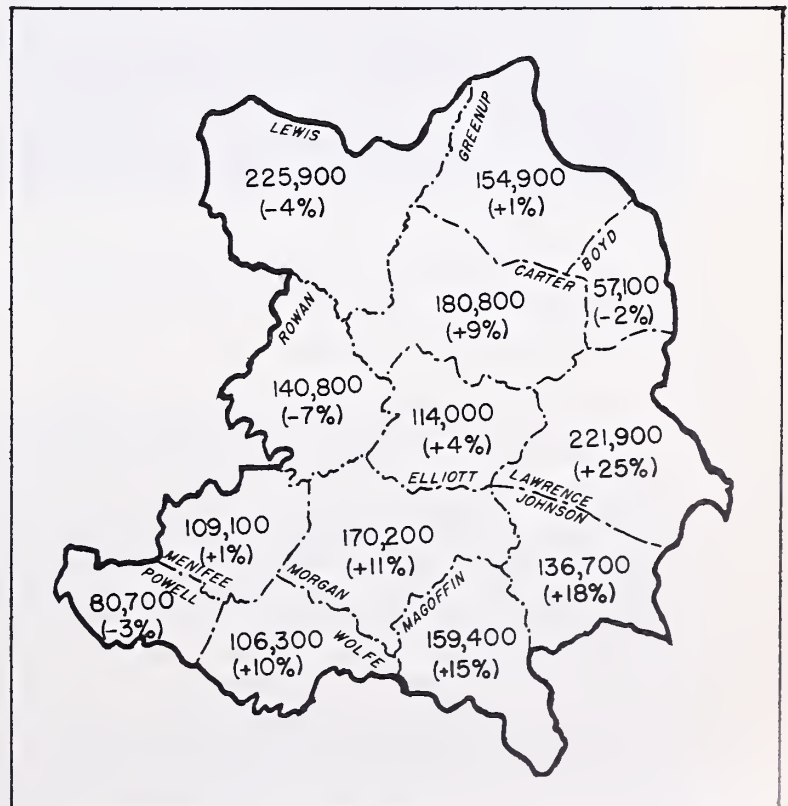 LEWIS
225,900
(-4%)
GREENUP
154,900
(+1%)
BOYD
57,100
(-2%)
CARTER
180,800
(+9%)
ROWAN
140,800
(-7%)
114,000
(+4%)
ELLIOTT
221,900
(+25%)
LAWRENCE
JOHNSON
136,700
(+18%)
109,100
(+1%)
MENIFEE
POWELL
80,700
(-3%)
170,200
(+11%)
MORGAN
WOLFE
106,300
(+10%)
MAGOFFIN
159,400
(+15%)